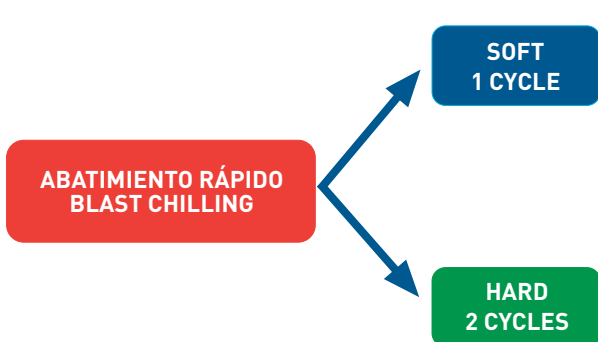 SOFT
1 CYCLE
ABATIMIENTO RÁPIDO
BLAST CHILLING
HARD
2 CYCLES